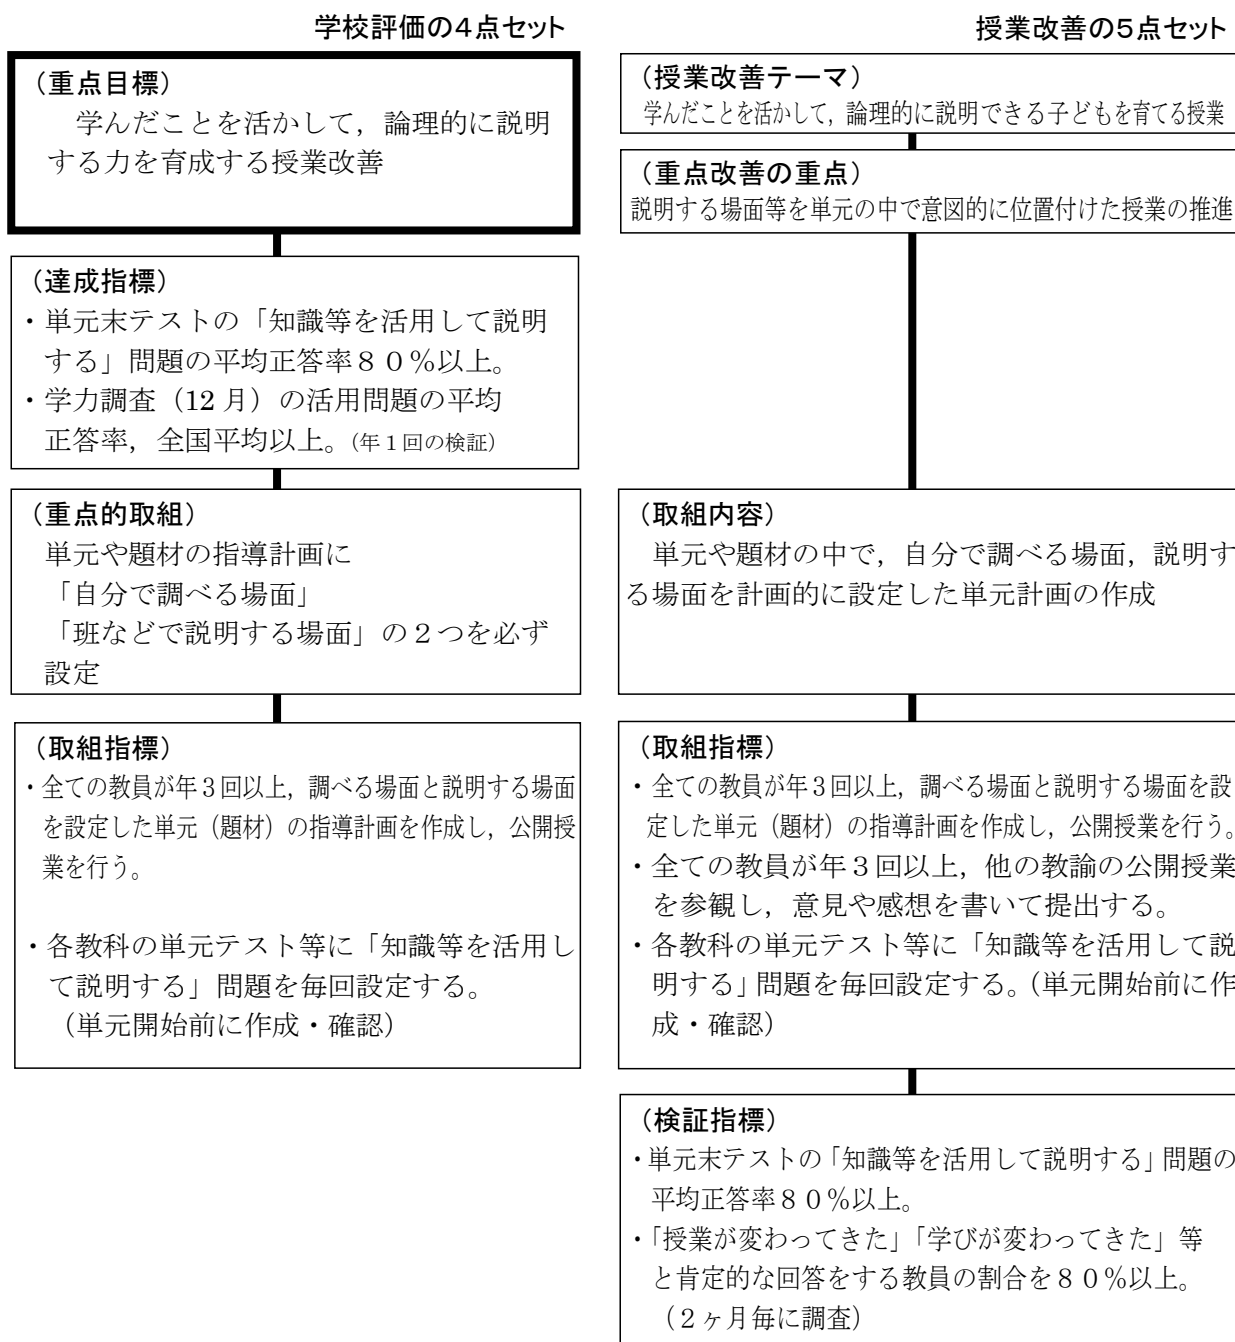 学校評価の4点セット
（重点目標）
学んだことを活かして，論理的に説明
する力を育成する授業改善
（達成指標）
・単元末テストの「知識等を活用して説明
する」問題の平均正答率８０％以上。
・学力調査（12月）の活用問題の平均
正答率，全国平均以上。（年１回の検証）
（重点的取組）
単元や題材の指導計画に
「自分で調べる場面」
「班などで説明する場面」の２つを必ず
設定
（取組指標）
・全ての教員が年３回以上，調べる場面と説明する場面
を設定した単元（題材）の指導計画を作成し，公開授
業を行う。
・各教科の単元テスト等に「知識等を活用し
て説明する」問題を毎回設定する。
（単元開始前に作成・確認）
授業改善の5点セット
（授業改善テーマ）
学んだことを活かして，論理的に説明できる子どもを育てる授業
（重点改善の重点）
説明する場面等を単元の中で意図的に位置付けた授業の推進
（取組内容）
単元や題材の中で，自分で調べる場面，説明す
る場面を計画的に設定した単元計画の作成
（取組指標）
・全ての教員が年３回以上，調べる場面と説明する場面を設
定した単元（題材）の指導計画を作成し，公開授業を行う。
・全ての教員が年３回以上，他の教諭の公開授業
を参観し，意見や感想を書いて提出する。
・各教科の単元テスト等に「知識等を活用して説
明する」問題を毎回設定する。（単元開始前に作
成・確認）
（検証指標）
・単元末テストの「知識等を活用して説明する」問題の
平均正答率８０％以上。
・「授業が変わってきた」「学びが変わってきた」等
と肯定的な回答をする教員の割合を８０％以上。
（２ヶ月毎に調査）